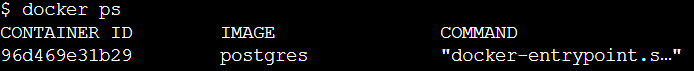 $ docker ps
CONTAINER ID IMAGE COMMAND
96d469e31b29 postgres "docker-entrypoint.s…"